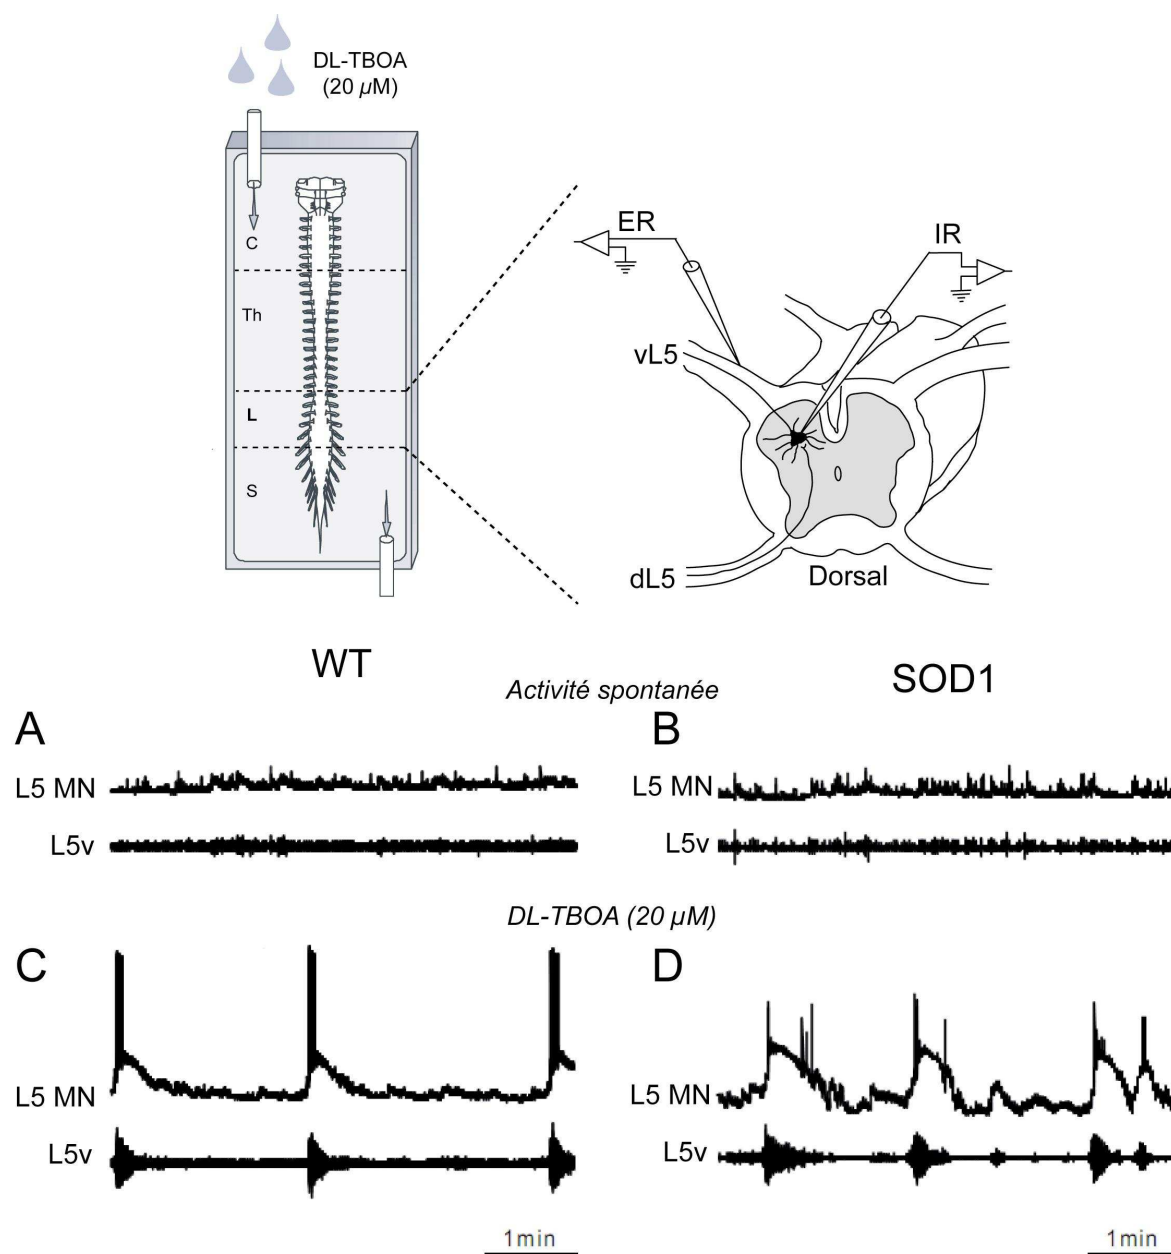 DL-TBOA
(20 µM)
ER
IR
C
Th
vL5
L
S
dL5
Dorsal
WT
SOD1
Activité spontanée
A
B
L5 MN
L5 MN
L5v
L5v
DL-TBOA (20 µM)
C
D
L5 MN
L5 MN
L5v
L5v
1min
1min